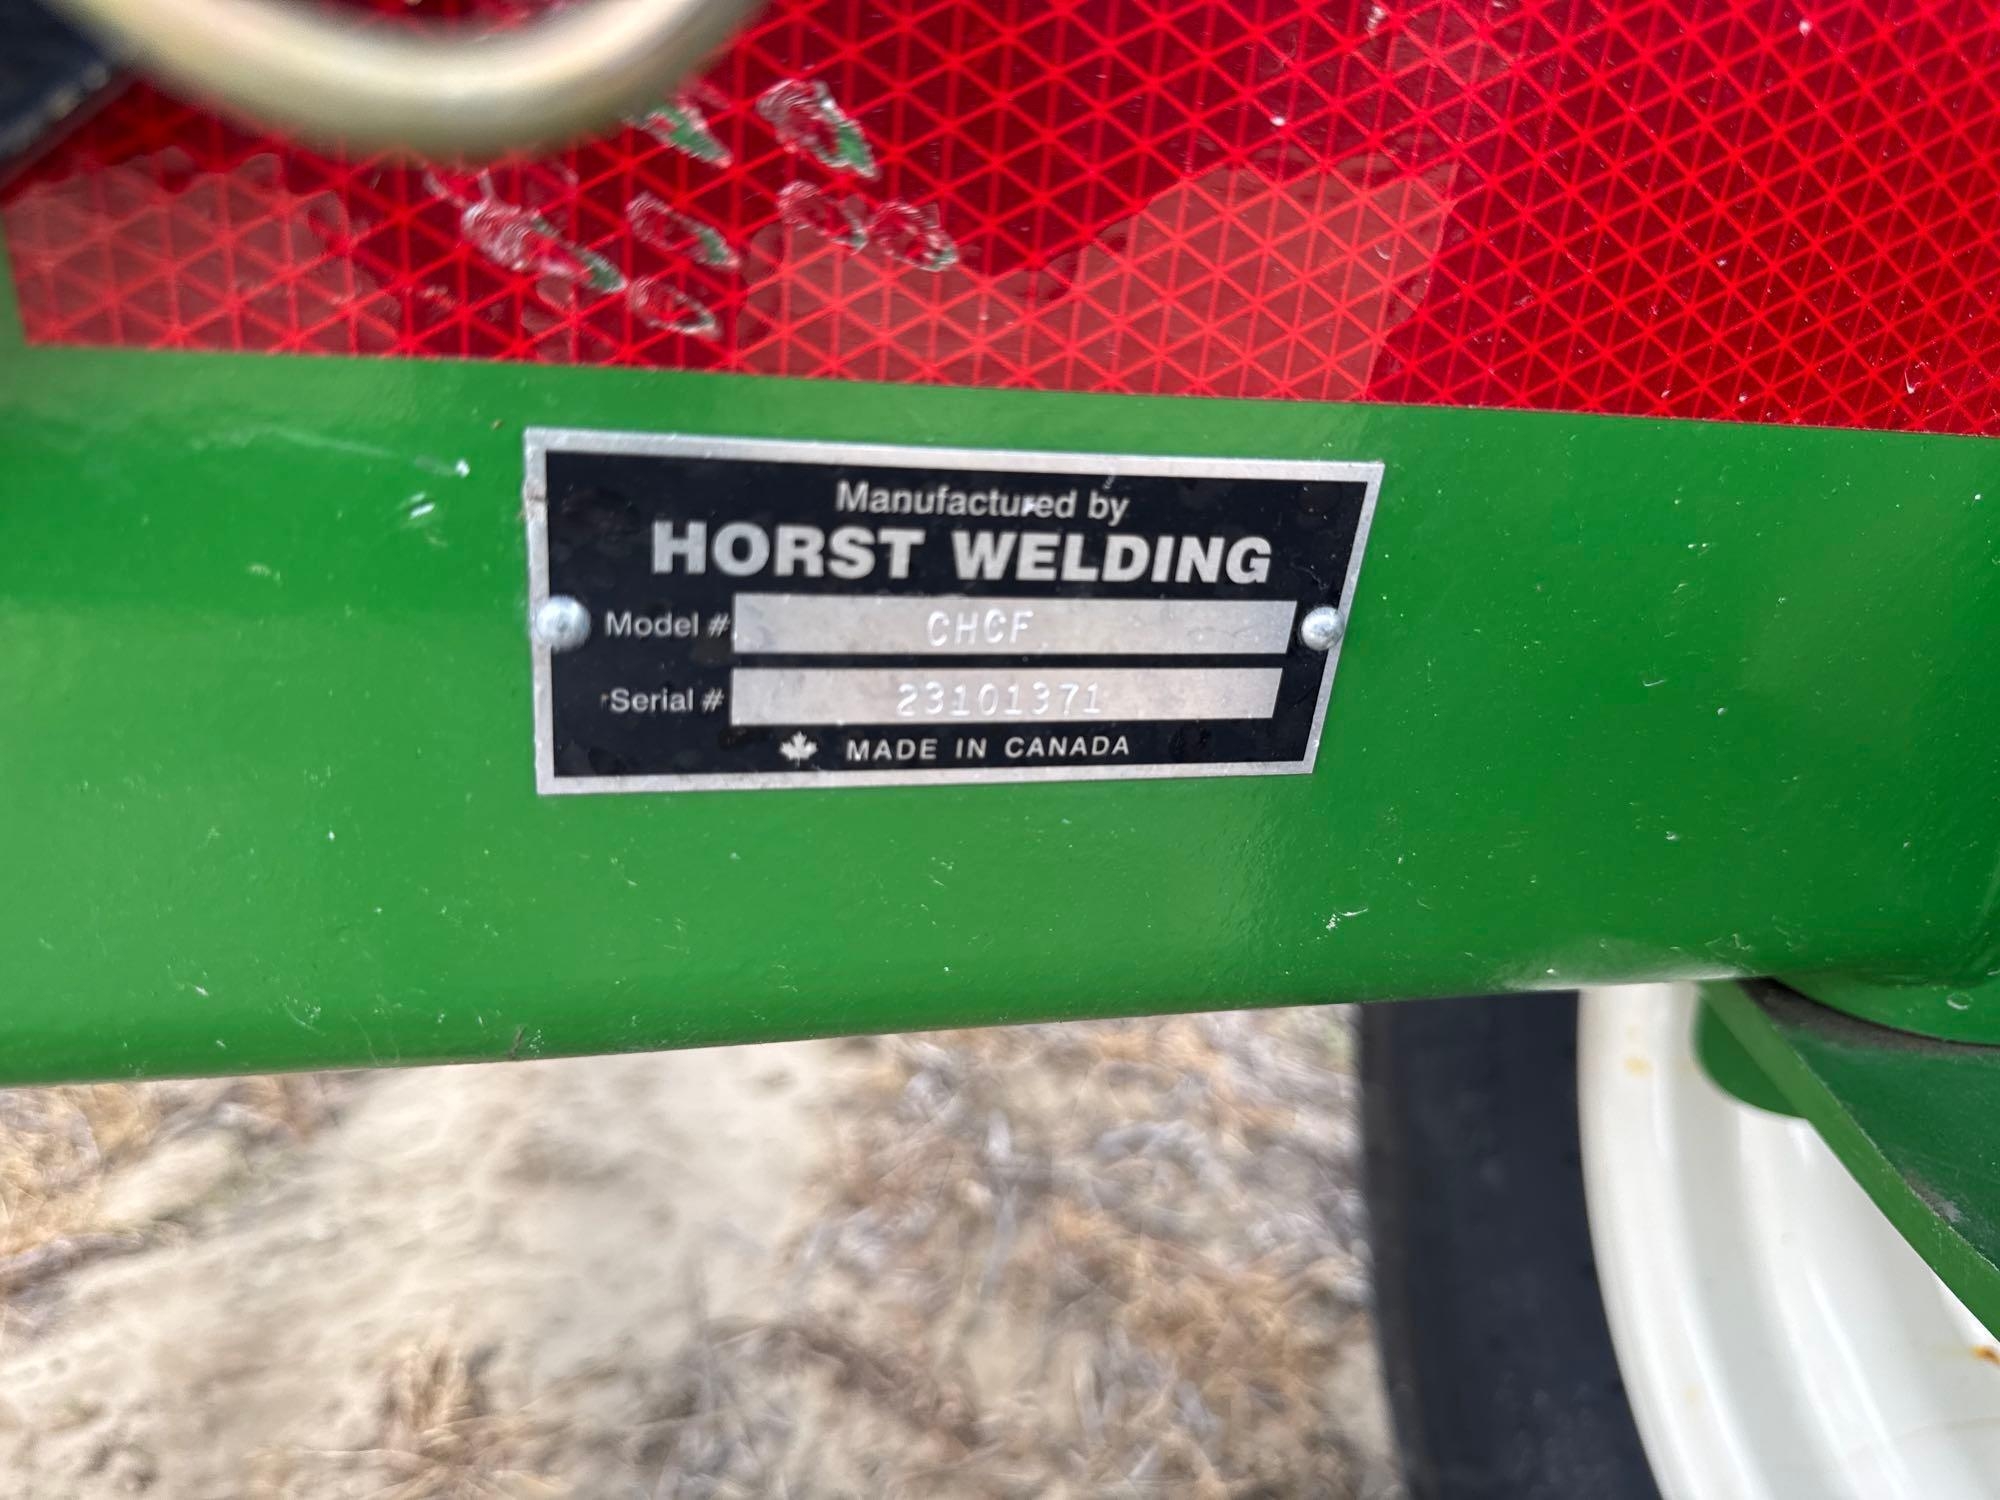 Manufactured by
HORST WELDING
Model # CHCF
Serial # 23101371
MADE IN CANADA